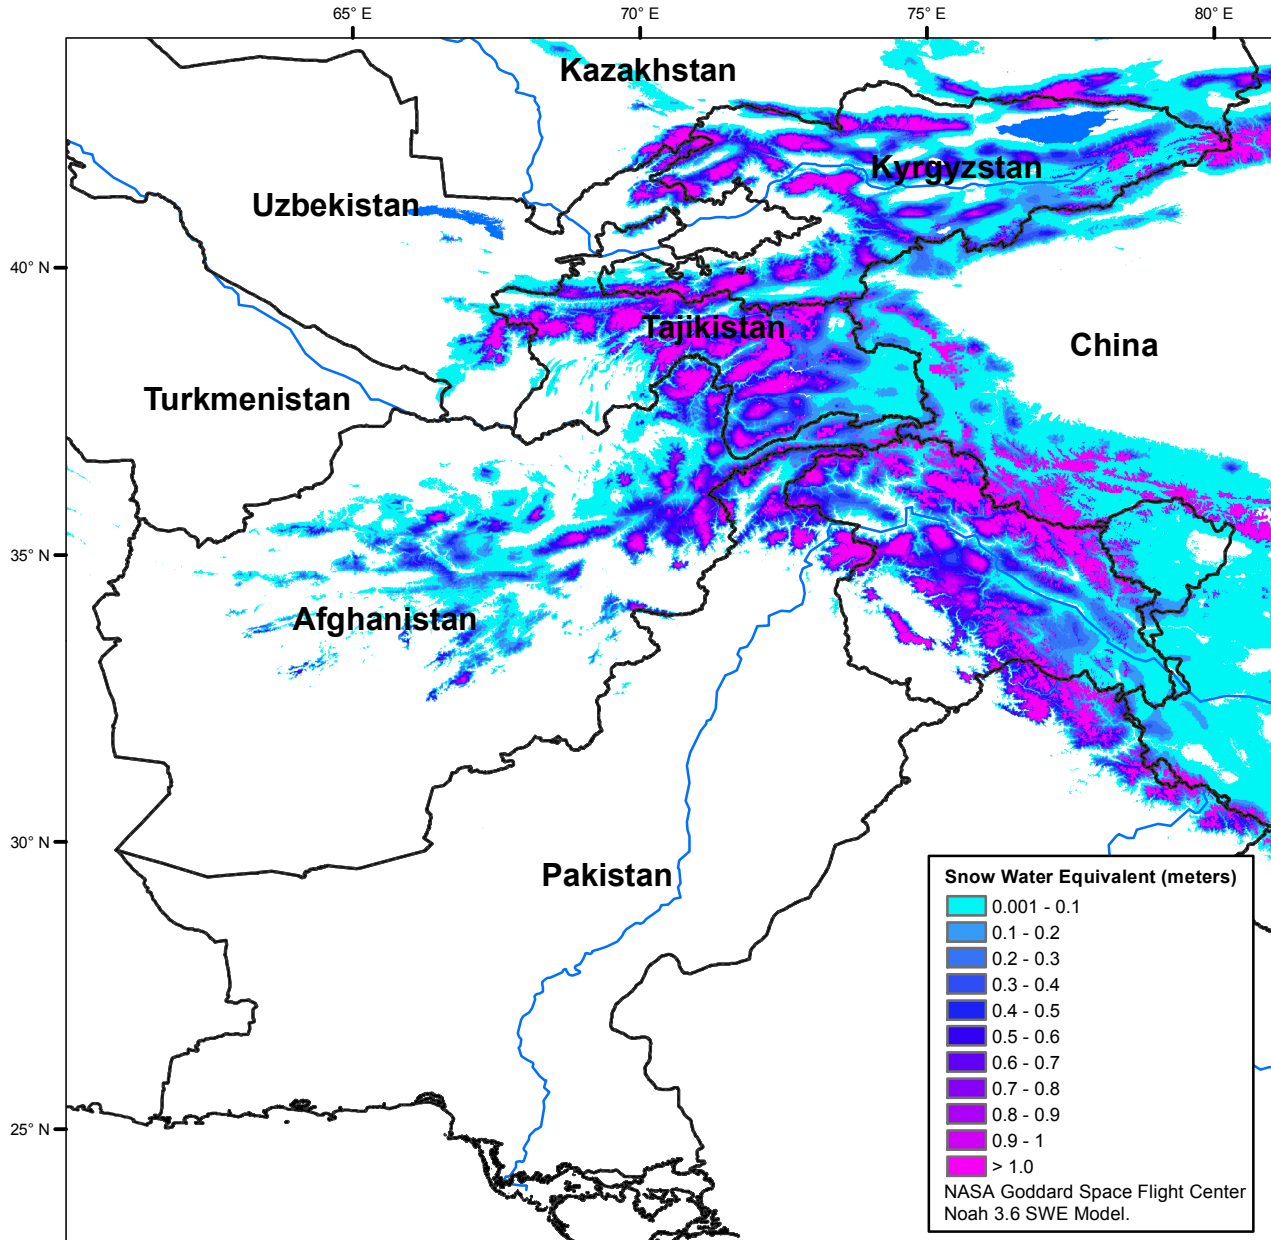 65° E
70° E
75° E
80° E
Kazakhstan
Kyrgyzstan
Uzbekistan
40° N
Tajikistan
China
Turkmenistan
35° N
Afghanistan
30° N
Pakistan
Snow Water Equivalent (meters)
0.001 - 0.1
0.1 - 0.2
0.2 - 0.3
0.3 - 0.4
0.4 - 0.5
0.5 - 0.6
0.6 - 0.7
0.7 - 0.8
0.8 - 0.9
0.9 - 1
> 1.0
25° N
NASA Goddard Space Flight Center
Noah 3.6 SWE Model.